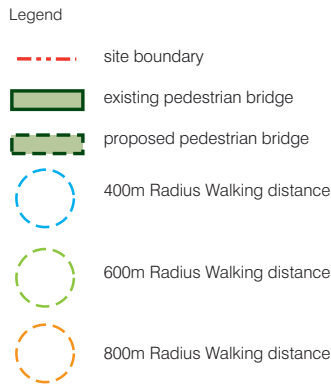 Legend
site boundary
existing pedestrian bridge
proposed pedestrian bridge
400m Radius Walking distance
600m Radius Walking distance
800m Radius Walking distance